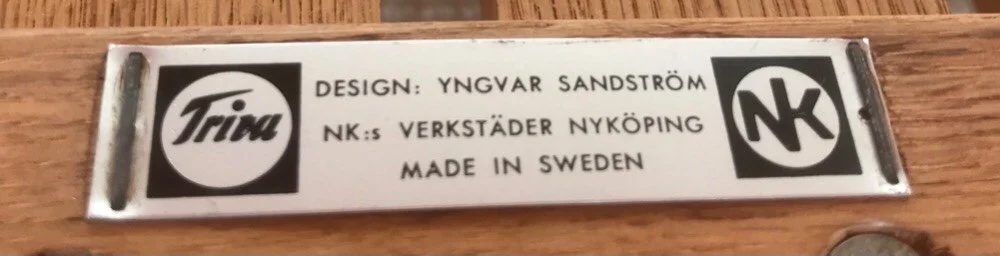 Triva
DESIGN: YNGVAR SANDSTRÖM
NK:s VERKSTÄDER NYKÖPING
MADE IN SWEDEN
NK